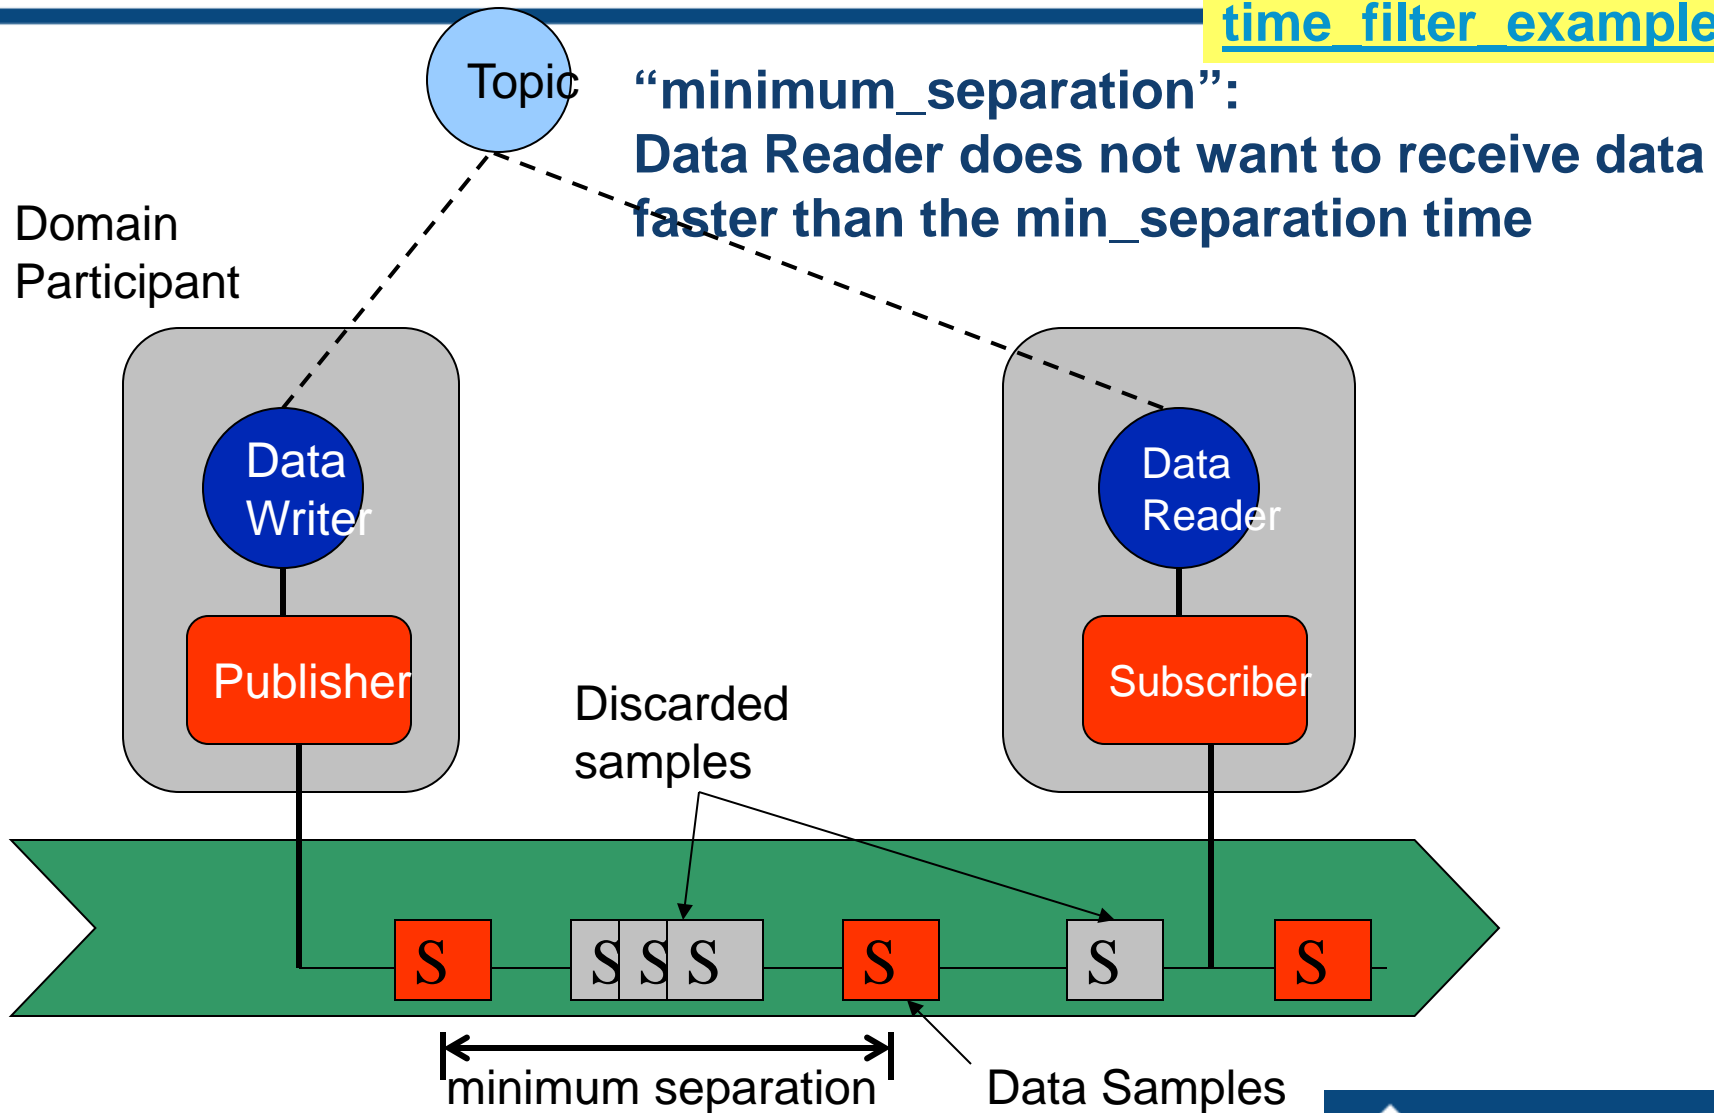 time_filter_example
Topic
“minimum_separation”:
Data Reader does not want to receive data
faster than the min_separation time
Domain
Participant
Data
Writer
Data
Reader
Publisher
Subscriber
Discarded
samples
S
S
S
S
S
S
S
minimum separation
Data Samples